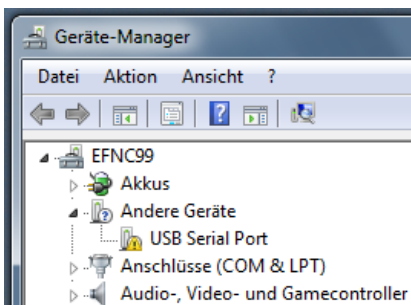 Geräte-Manager
Datei Aktion Ansicht ?
EFNC99
Akkus
Andere Geräte
USB Serial Port
Anschlüsse (COM & LPT)
Audio-, Video- und Gamecontroller